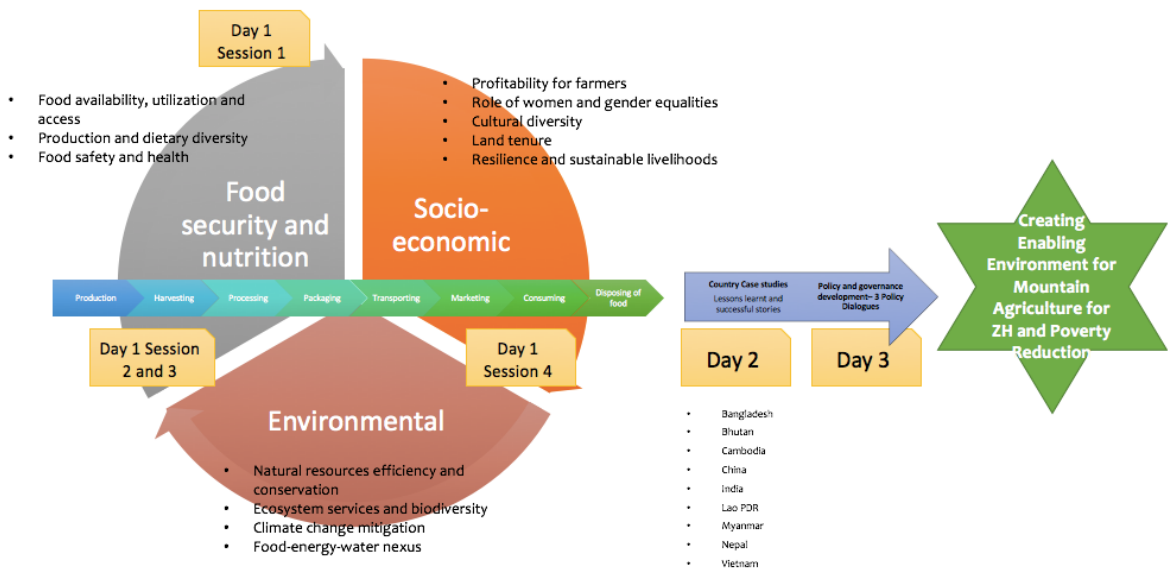 Day 1
Session 1
• Food availability, utilization and
access
• Production and dietary diversity
• Food safety and health
• Profitability for farmers
• Role of women and gender equalities
• Cultural diversity
• Land tenure
• Resilience and sustainable livelihoods
Food
security and
nutrition
Socio-
economic
Production
Harvesting
Processing
Packaging
Transporting
Marketing
Consuming
Disposing of
food
Day 1 Session
2 and 3
Day 1
Session 4
Environmental
• Natural resources efficiency and
conservation
• Ecosystem services and biodiversity
• Climate change mitigation
• Food-energy-water nexus
Country Case studies
Lessons learnt and
successful stories
Policy and governance
development– 3 Policy
Dialogues
Day 2
Day 3
• Bangladesh
• Bhutan
• Cambodia
• China
• India
• Lao PDR
• Myanmar
• Nepal
• Vietnam
Creating
Enabling
Environment for
Mountain
Agriculture for
ZH and Poverty
Reduction